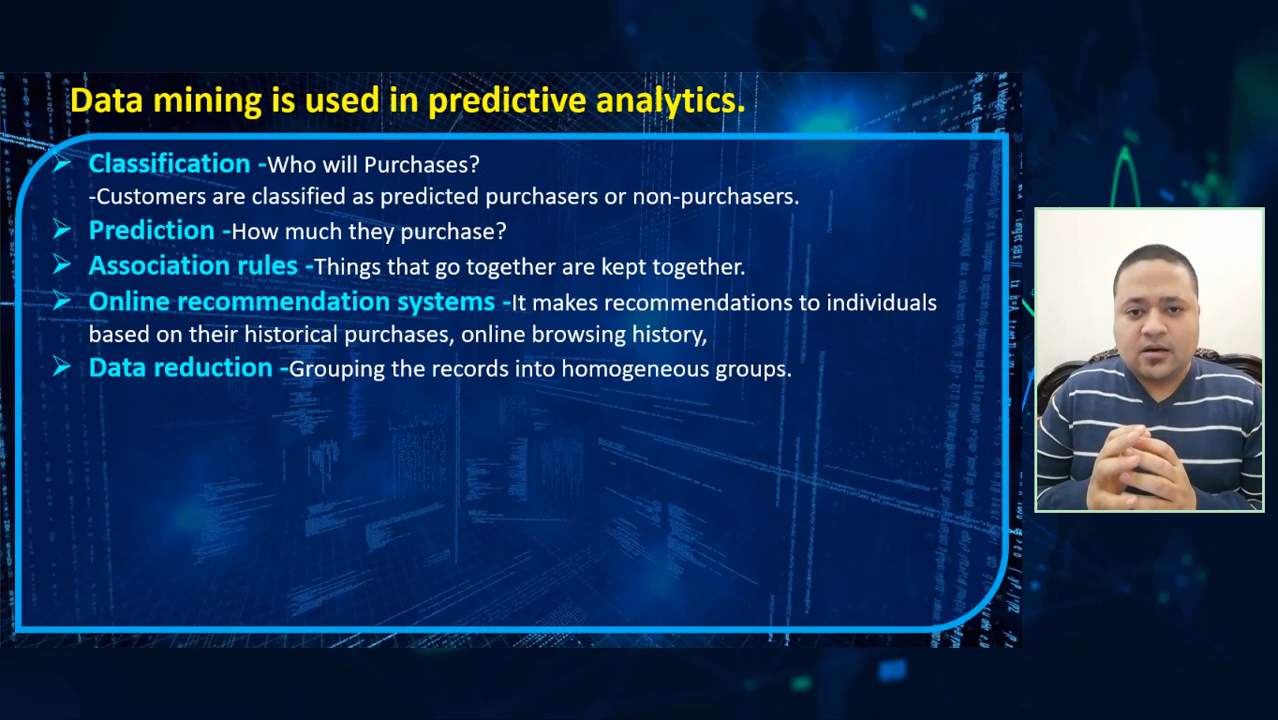 Data mining is used in predictive analytics.
➢ Classification -Who will Purchases?
-Customers are classified as predicted purchasers or non-purchasers.
➢ Prediction -How much they purchase?
➢ Association rules -Things that go together are kept together.
➢ Online recommendation systems -It makes recommendations to individuals
based on their historical purchases, online browsing history,
➢ Data reduction -Grouping the records into homogeneous groups.